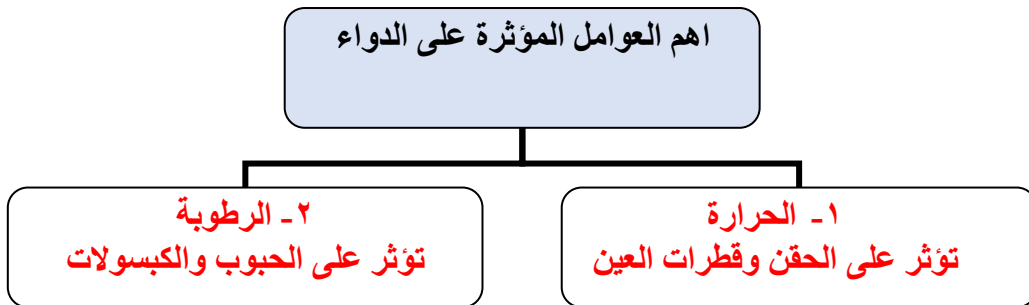 اهم العوامل المؤثرة على الدواء
١- الحرارة
تؤثر على الحقن وقطرات العين
٢- الرطوبة
تؤثر على الحبوب والكبسولات